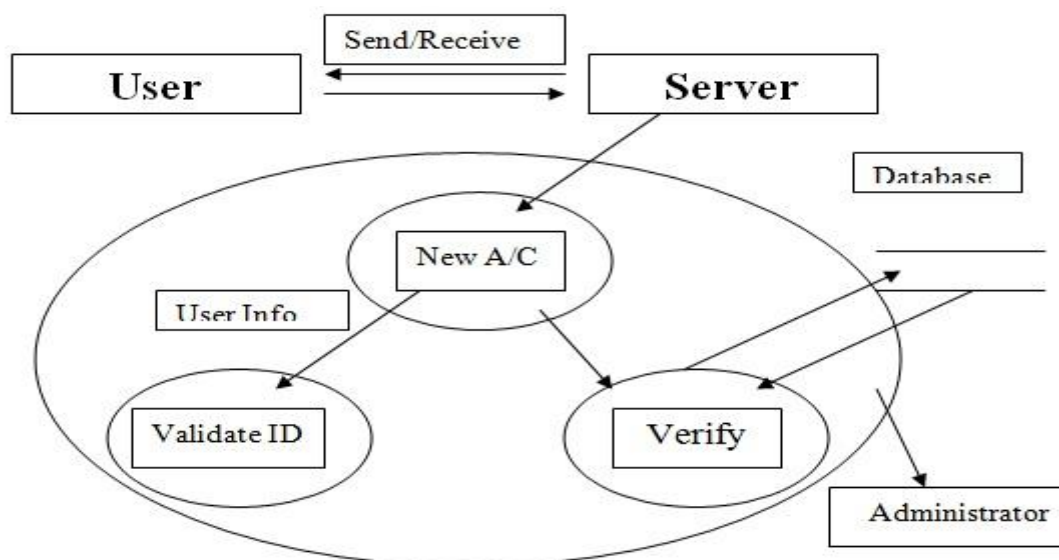 Send/Receive
User
Server
Database
New A/C
User Info
Validate ID
Verify
Administrator